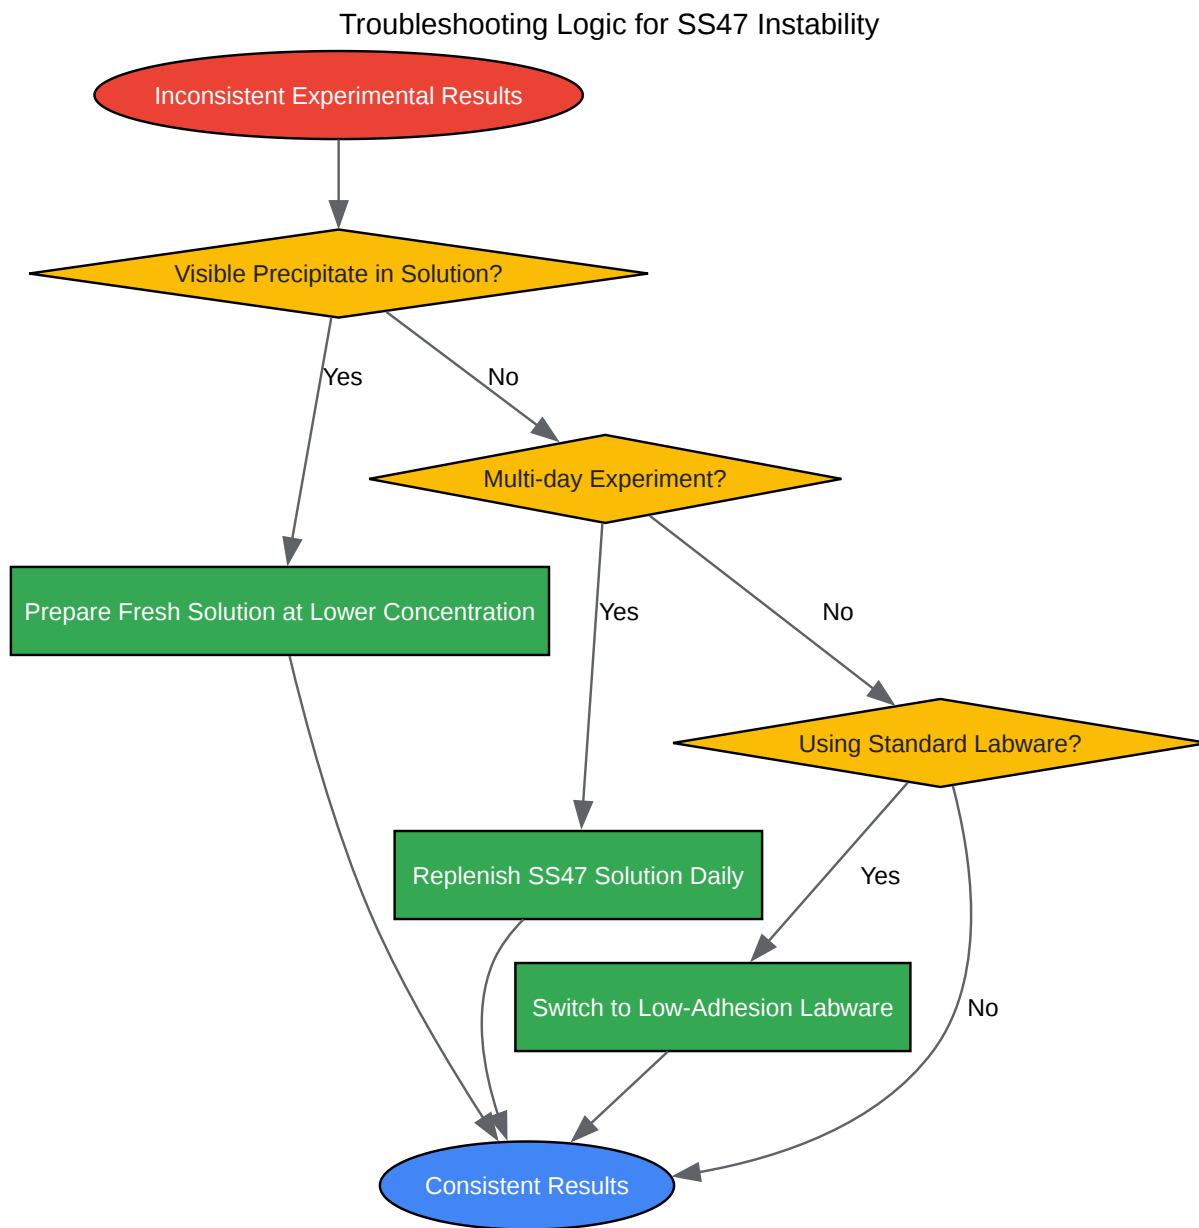 Troubleshooting Logic for SS47 Instability
Inconsistent Experimental Results
Visible Precipitate in Solution?
Yes
No
Multi-day Experiment?
Prepare Fresh Solution at Lower Concentration
Yes
No
Using Standard Labware?
Replenish SS47 Solution Daily
Yes
Switch to Low-Adhesion Labware
No
Consistent Results